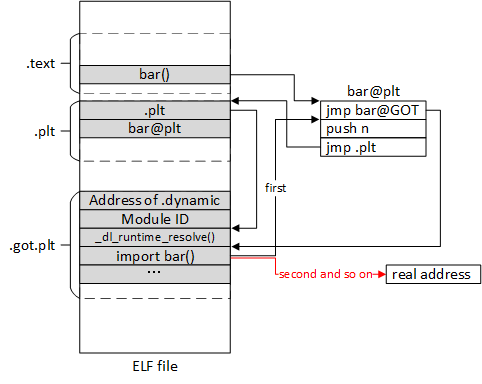 .text
bar()
bar@plt
.plt
jmp bar@GOT
.plt
bar@plt
push n
jmp .plt
first
Address of .dynamic
Module ID
_dl_runtime_resolve()
.got.plt
import bar()
...
second and so on
real address
ELF file